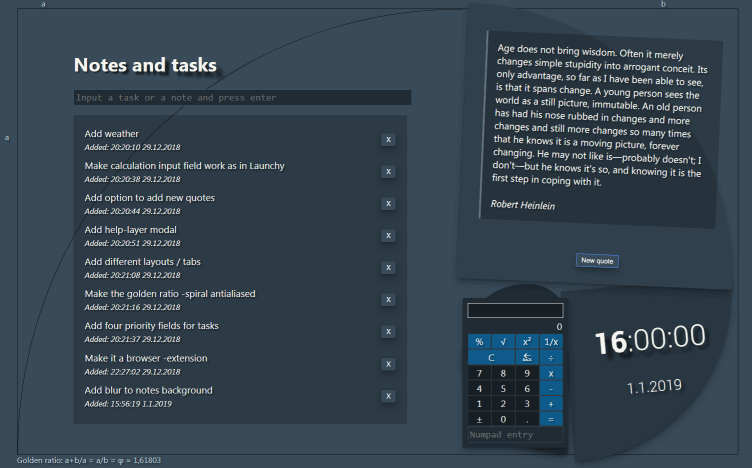 a
b
a
Notes and tasks
Input a task or a note and press enter
Add weather
Added: 20:20:10 29.12.2018
x
Make calculation input field work as in Launchy
Added: 20:20:38 29.12.2018
x
Add option to add new quotes
Added: 20:20:44 29.12.2018
x
Add help-layer modal
Added: 20:20:51 29.12.2018
x
Add different layouts / tabs
Added: 20:21:08 29.12.2018
x
Make the golden ratio -spiral antialiased
Added: 20:21:16 29.12.2018
x
Add four priority fields for tasks
Added: 20:21:37 29.12.2018
x
Make it a browser -extension
Added: 22:27:02 29.12.2018
x
Add blur to notes background
Added: 15:56:19 1.1.2019
x
Age does not bring wisdom. Often it merely
changes simple stupidity into arrogant conceit. Its
only advantage, so far as I have been able to see,
is that it spans change. A young person sees the
world as a still picture, immutable. An old person
has had his nose rubbed in changes and more
changes and still more changes so many times
that he knows it is a moving picture, forever
changing. He may not like is—probably doesn't; I
don't—but he knows it's so, and knowing it is the
first step in coping with it.
Robert Heinlein
New quote
0
% √ x² 1/x
C ⇆ ÷
7 8 9 x
4 5 6 -
1 2 3 +
± 0 . =
Numpad entry
16:00:00
1.1.2019
Golden ratio: a+b/a = a/b = φ ≈ 1,61803